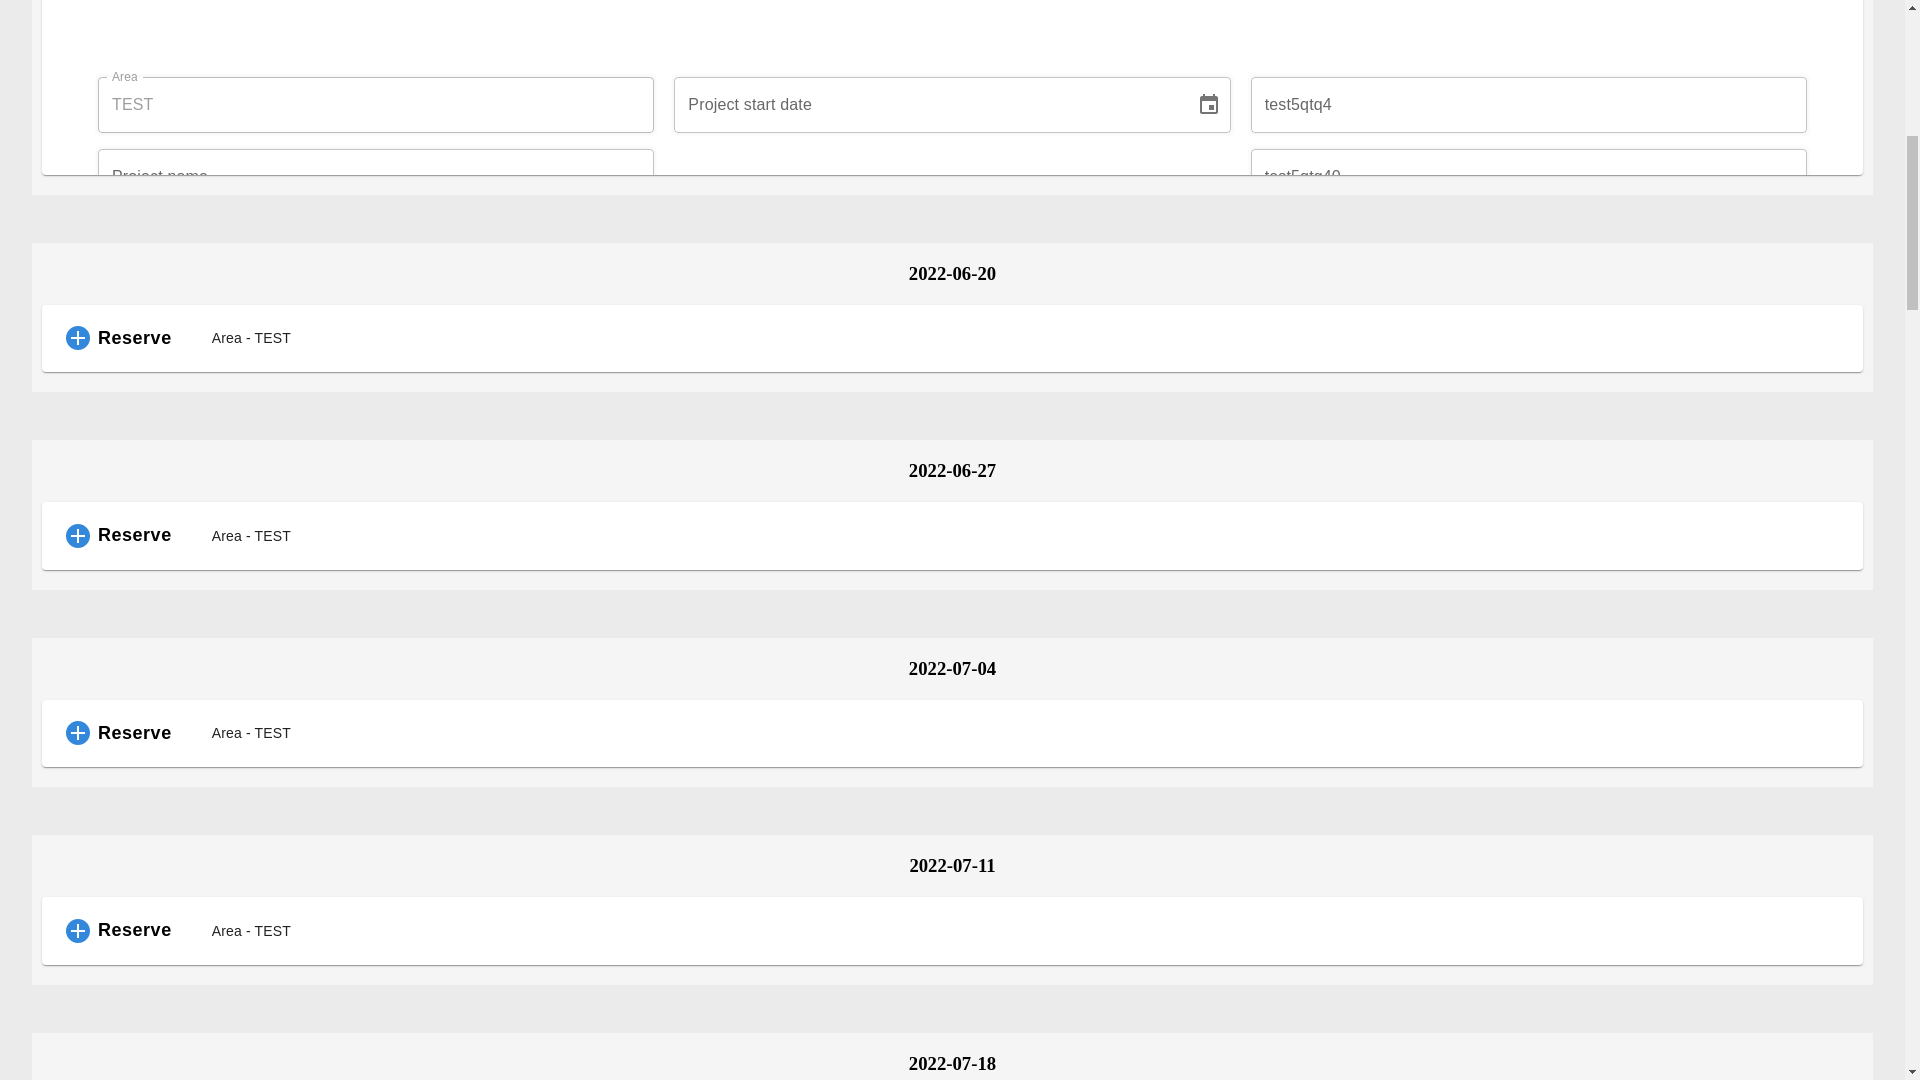 Area
TEST
Project start date
test5qtq4
Project name
test5qtq49
2022-06-20
Reserve Area - TEST
2022-06-27
Reserve Area - TEST
2022-07-04
Reserve Area - TEST
2022-07-11
Reserve Area - TEST
2022-07-18